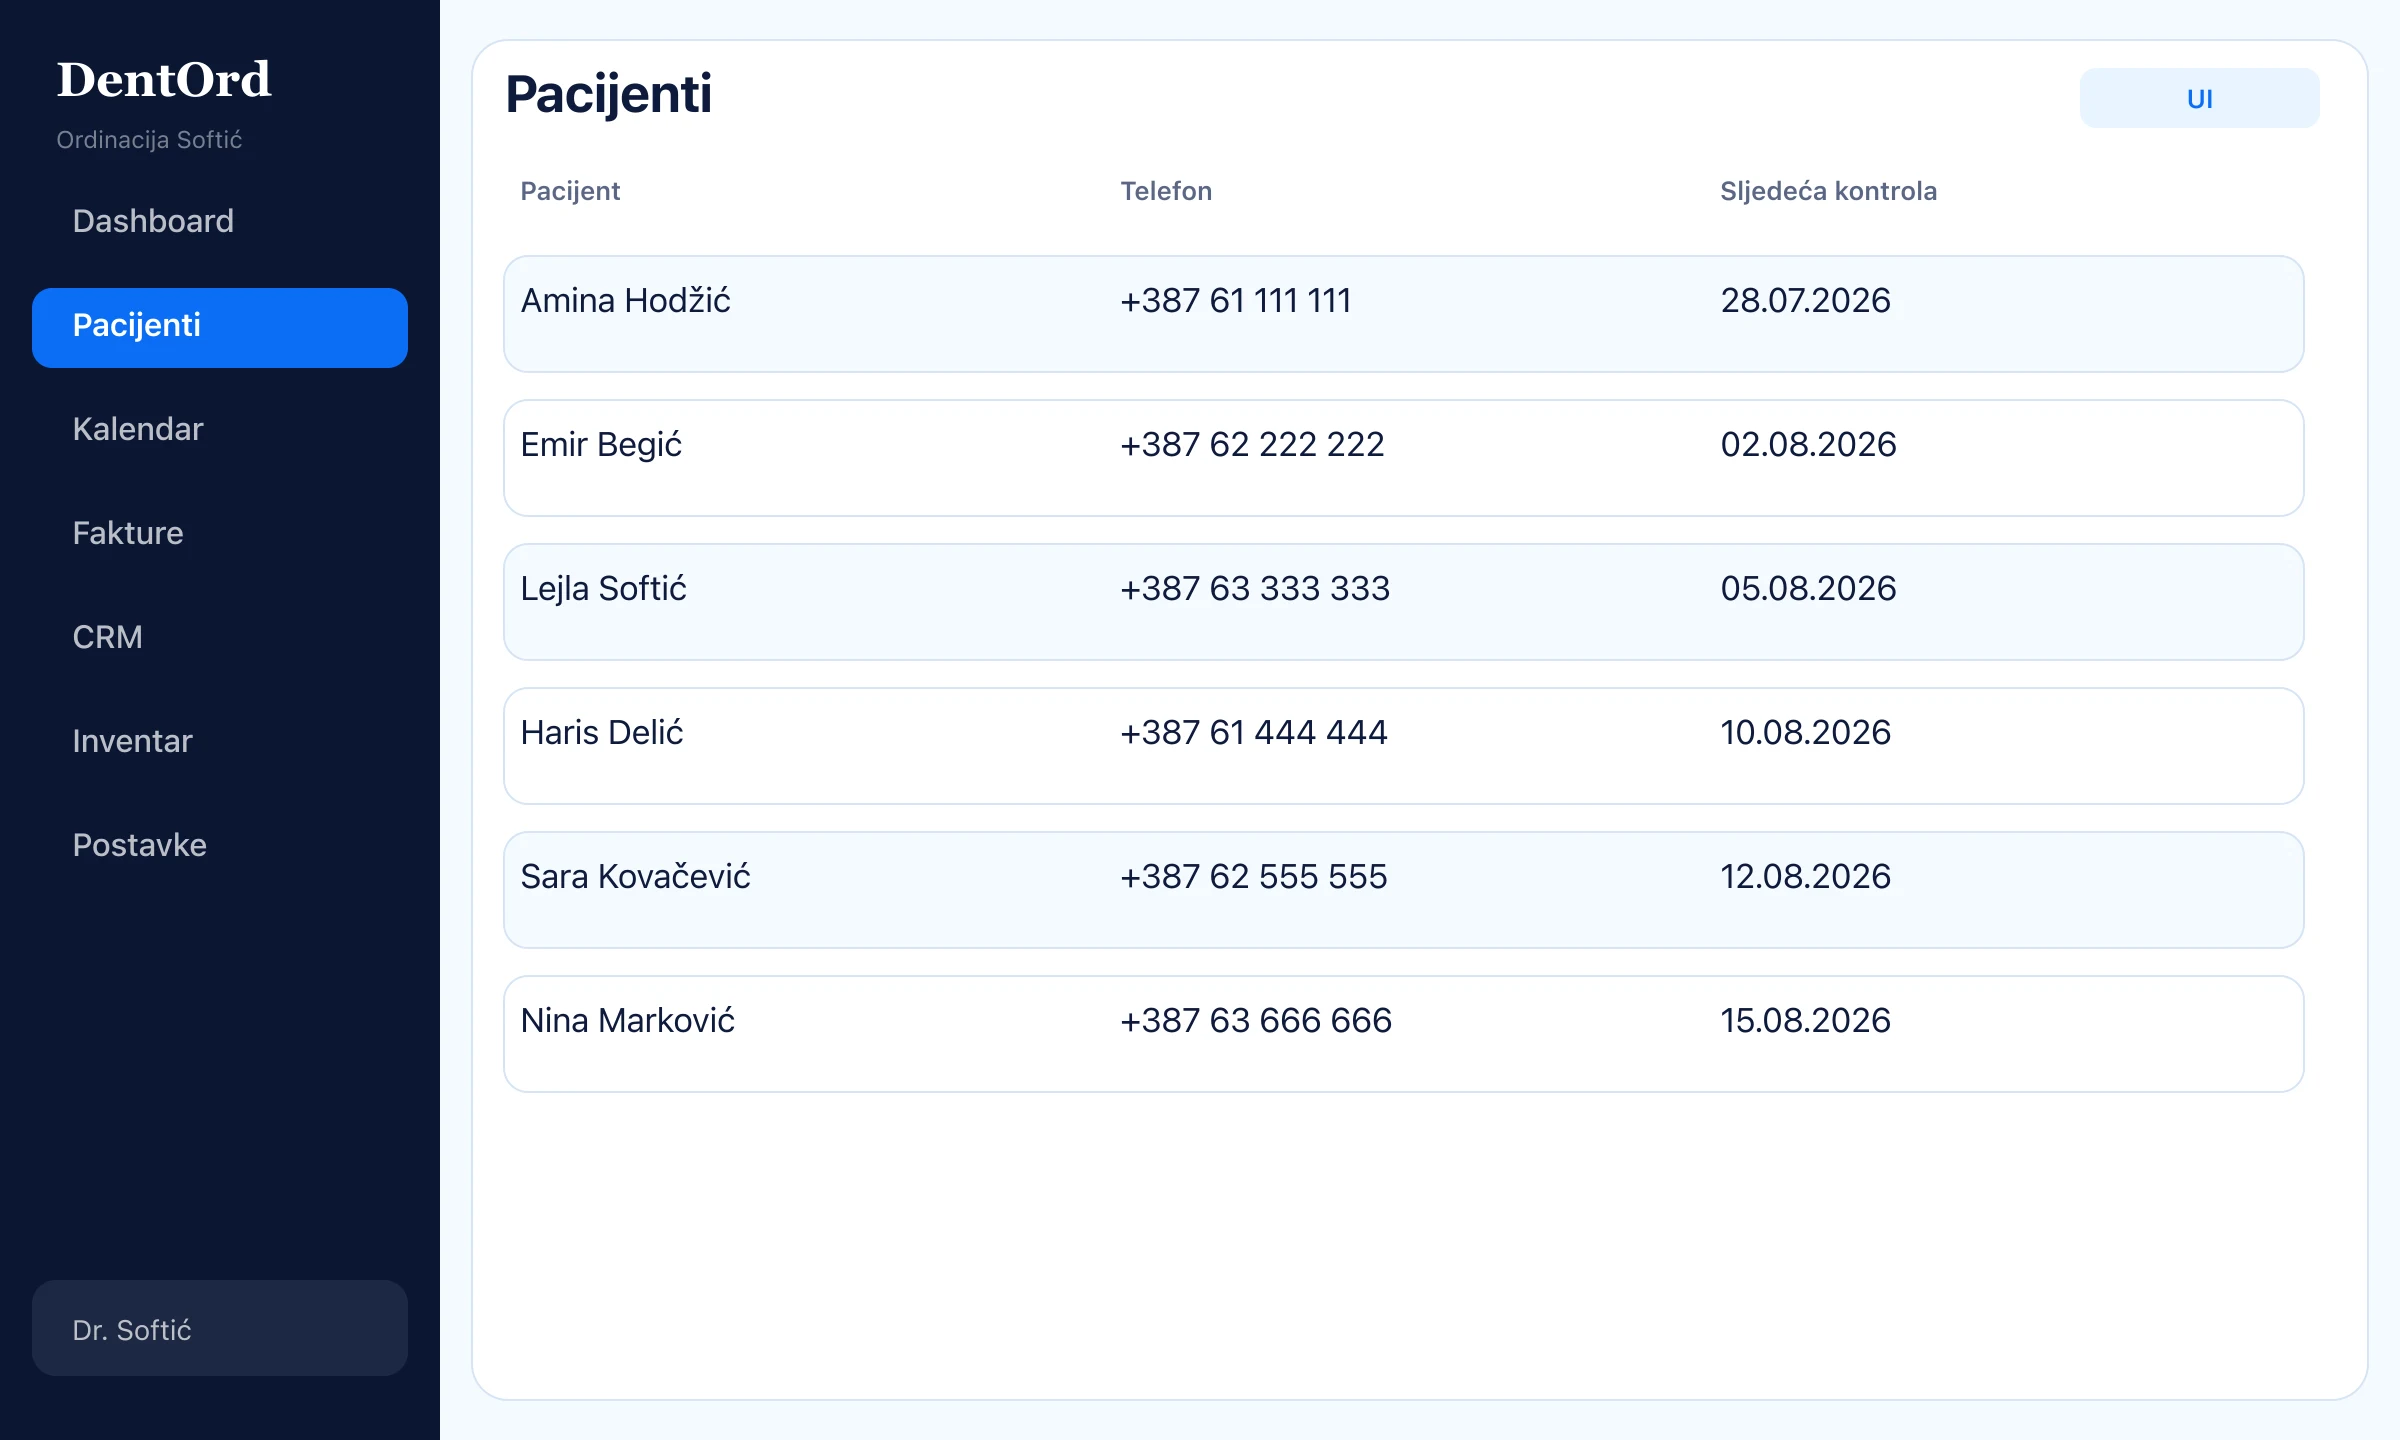 DentOrd
Ordinacija Softić
Dashboard
Pacijenti
Kalendar
Fakture
CRM
Inventar
Postavke
Dr. Softić
Pacijenti
UI
Pacijent Telefon Sljedeća kontrola
Amina Hodžić +387 61 111 111 28.07.2026
Emir Begić +387 62 222 222 02.08.2026
Lejla Softić +387 63 333 333 05.08.2026
Haris Delić +387 61 444 444 10.08.2026
Sara Kovačević +387 62 555 555 12.08.2026
Nina Marković +387 63 666 666 15.08.2026